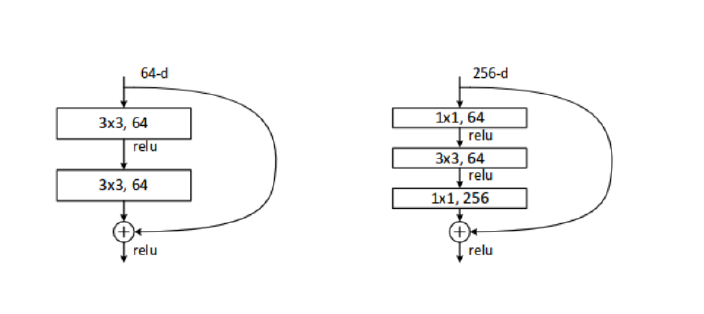 64-d
3x3, 64
relu
3x3, 64
+
relu
256-d
1x1, 64
relu
3x3, 64
relu
1x1, 256
+
relu